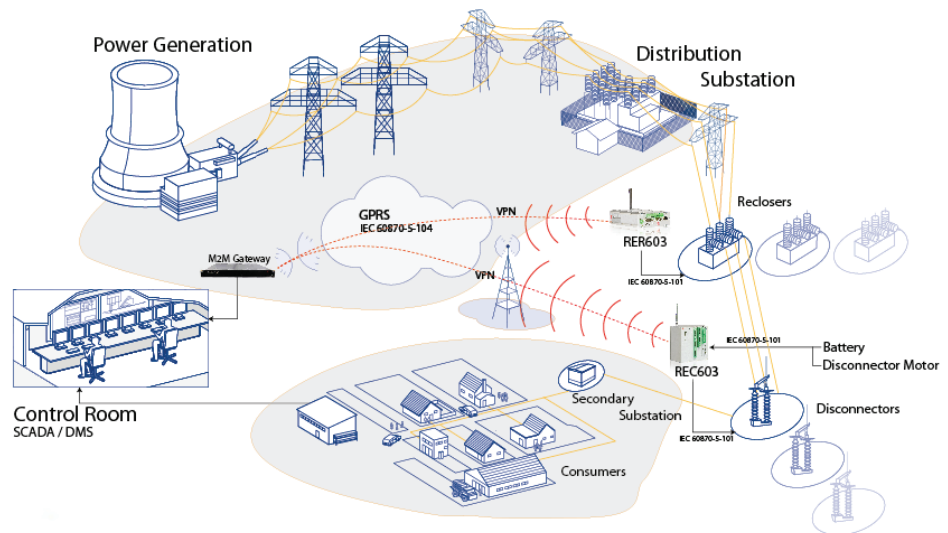 Power Generation
Distribution
Substation
Reclosers
GPRS
IEC 60870-5-104
VPN
RER603
IEC 60870-5-101
M2M Gateway
VPN
REC603
IEC 60870-5-101
Battery
Disconnector Motor
Control Room
SCADA / DMS
Secondary
Substation
IEC 60870-5-101
Disconnectors
Consumers